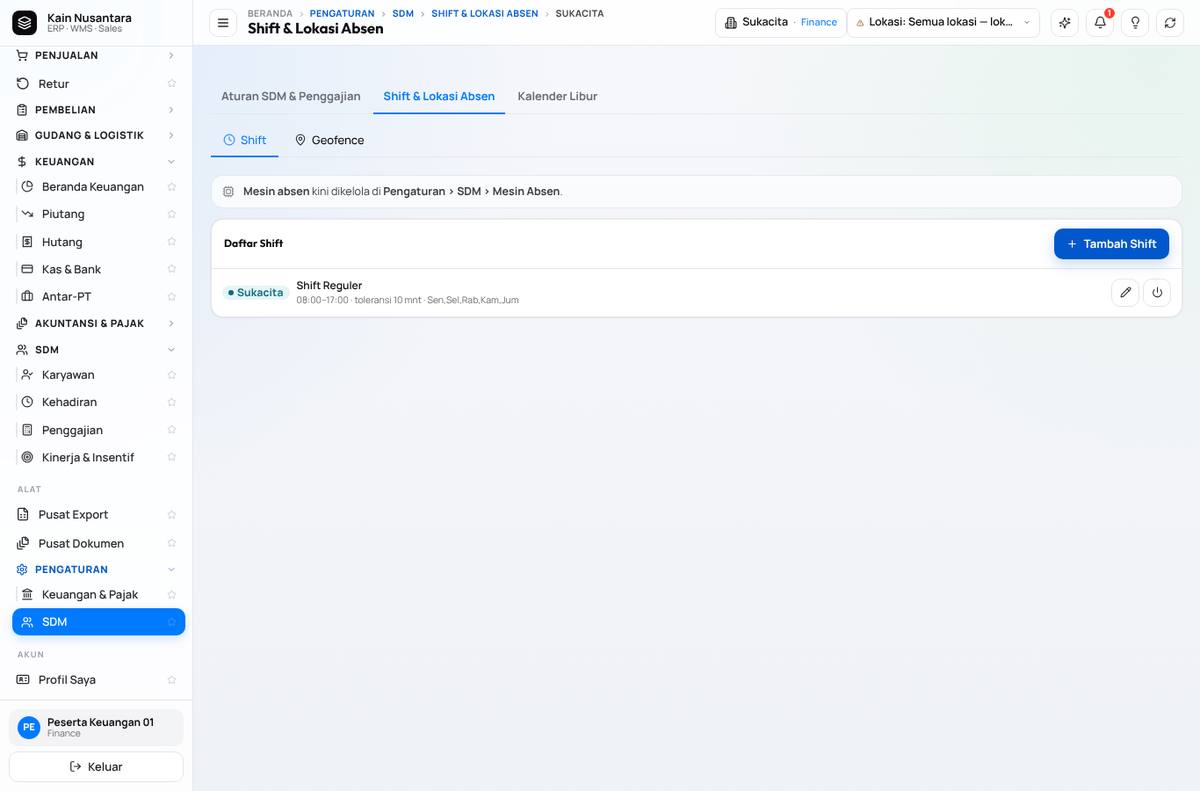 Kain Nusantara
ERP · WMS · Sales
PENJUALAN
Retur
PEMBELIAN
GUDANG & LOGISTIK
KEUANGAN
Beranda Keuangan
Piutang
Hutang
Kas & Bank
Antar-PT
AKUNTANSI & PAJAK
SDM
Karyawan
Kehadiran
Penggajian
Kinerja & Insentif
ALAT
Pusat Export
Pusat Dokumen
PENGATURAN
Keuangan & Pajak
SDM
AKUN
Profil Saya
PE
Peserta Keuangan 01
Finance
Keluar
BERANDA › PENGATURAN › SDM › SHIFT & LOKASI ABSEN › SUKACITA
Shift & Lokasi Absen
Sukacita · Finance
Lokasi: Semua lokasi — lok...
1
Aturan SDM & Penggajian Shift & Lokasi Absen Kalender Libur
Shift Geofence
Mesin absen kini dikelola di Pengaturan › SDM › Mesin Absen.
Daftar Shift
+ Tambah Shift
Sukacita
Shift Reguler
08:00–17:00 · toleransi 10 mnt · Sen,Sel,Rab,Kam,Jum